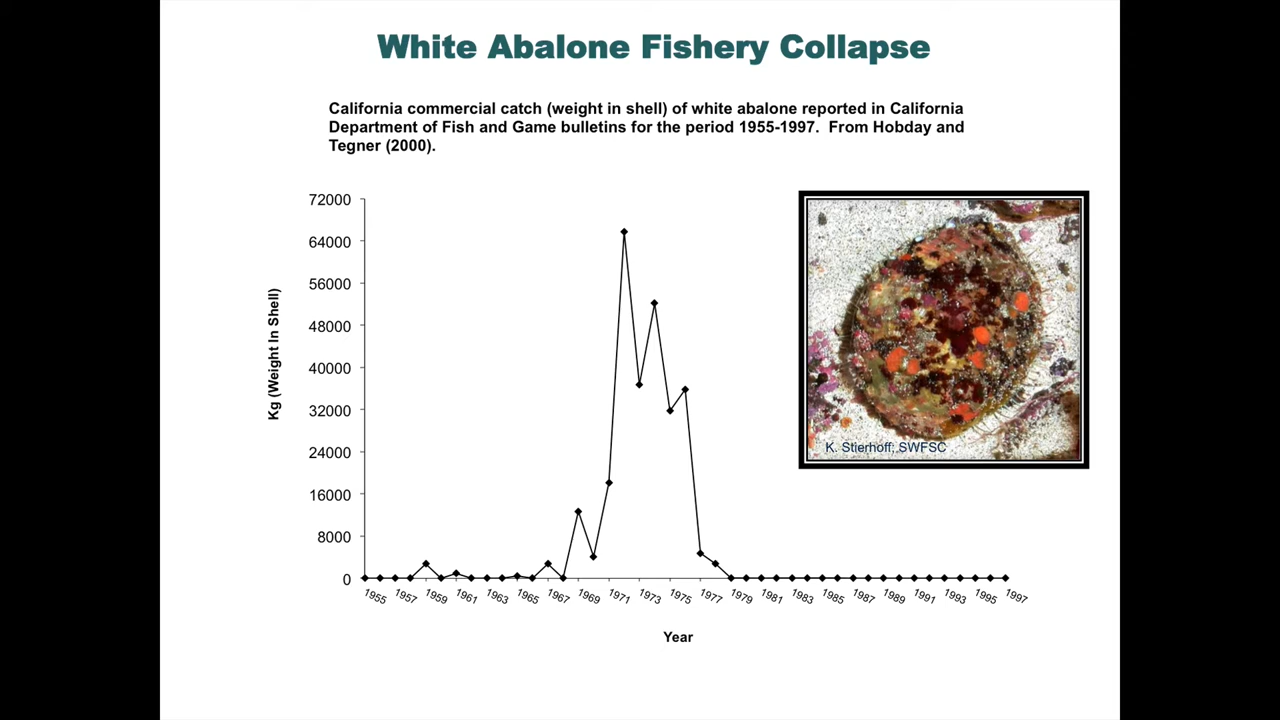 White Abalone Fishery Collapse
California commercial catch (weight in shell) of white abalone reported in California
Department of Fish and Game bulletins for the period 1955-1997. From Hobday and
Tegner (2000).
72000
64000
56000
48000
40000
32000
24000
16000
8000
0
Kg (Weight In Shell)
K. Stierhoff, SWFSC
1955 1957 1959 1961 1963 1965 1967 1969 1971 1973 1975 1977 1979 1981 1983 1985 1987 1989 1991 1993 1995 1997
Year